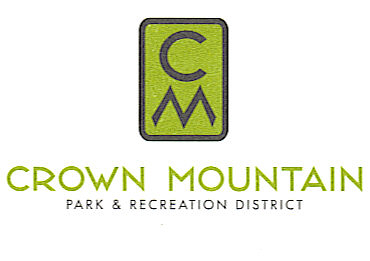 C
M
CROWN MOUNTAIN
PARK & RECREATION DISTRICT